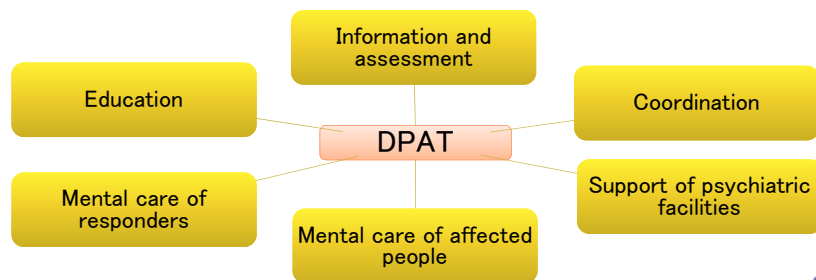 Information and
assessment
Education
Coordination
DPAT
Mental care of
responders
Support of psychiatric
facilities
Mental care of affected
people